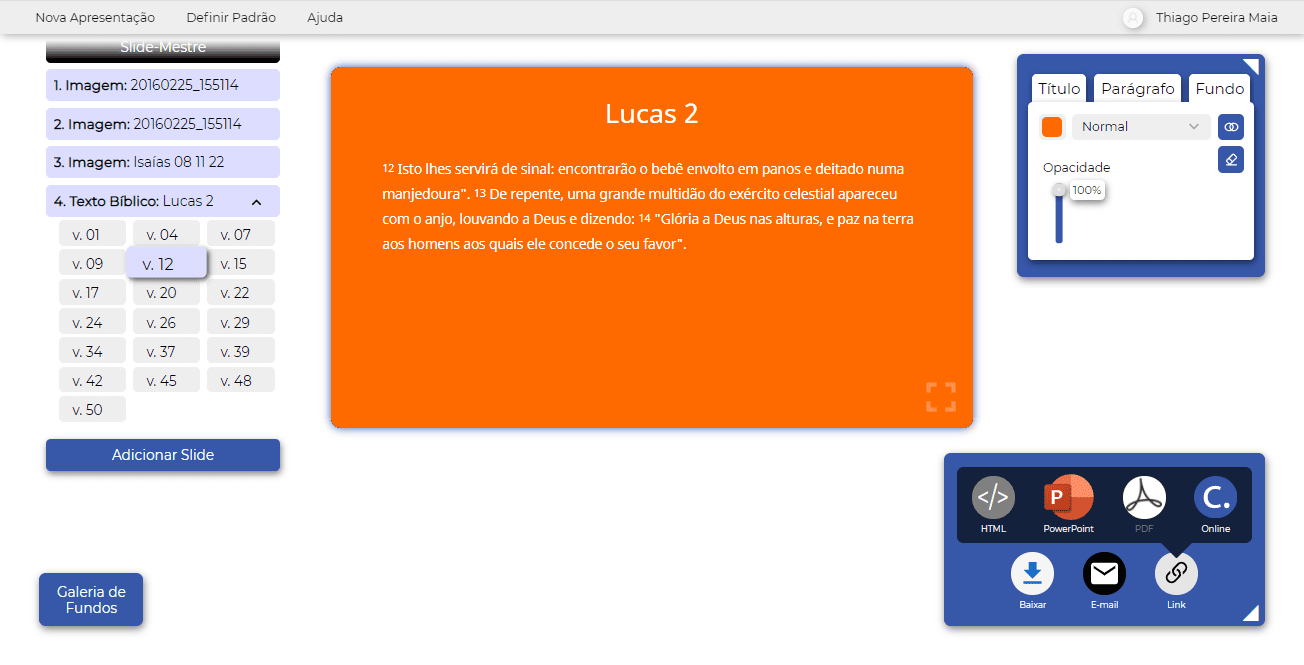 Nova Apresentação Definir Padrão Ajuda Thiago Pereira Maia
Slide-Mestre
1. Imagem: 20160225_155114
2. Imagem: 20160225_155114
3. Imagem: Isaías 08 11 22
4. Texto Bíblico: Lucas 2
v. 01 v. 04 v. 07
v. 09 v. 12 v. 15
v. 17 v. 20 v. 22
v. 24 v. 26 v. 29
v. 34 v. 37 v. 39
v. 42 v. 45 v. 48
v. 50
Adicionar Slide
Galeria de
Fundos
Lucas 2
12 Isto lhes servirá de sinal: encontrarão o bebê envolto em panos e deitado numa
manjedoura". 13 De repente, uma grande multidão do exército celestial apareceu
com o anjo, louvando a Deus e dizendo: 14 "Glória a Deus nas alturas, e paz na terra
aos homens aos quais ele concede o seu favor".
Título Parágrafo Fundo
Normal
Opacidade
100%
</> P C.
HTML PowerPoint PDF Online
Baixar E-mail Link